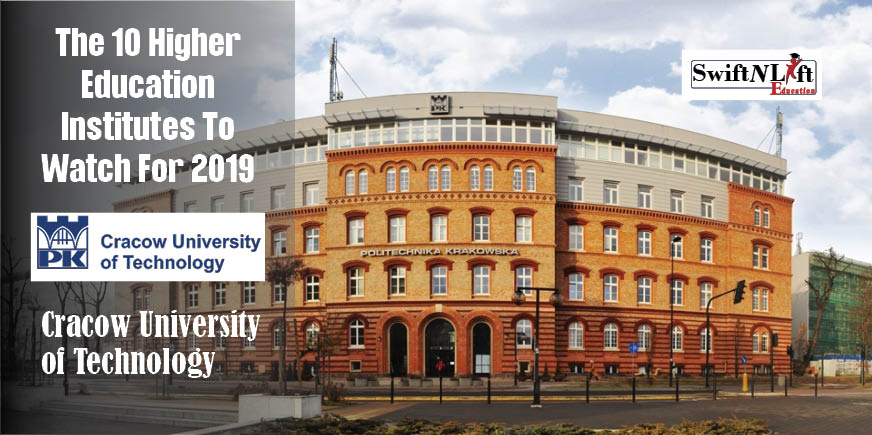 The 10 Higher
Education
Institutes To
Watch For 2019
SwiftNLift
Education
PK
Cracow University
of Technology
PK
POLITECHNIKA KRAKOWSKA
Cracow University
of Technology